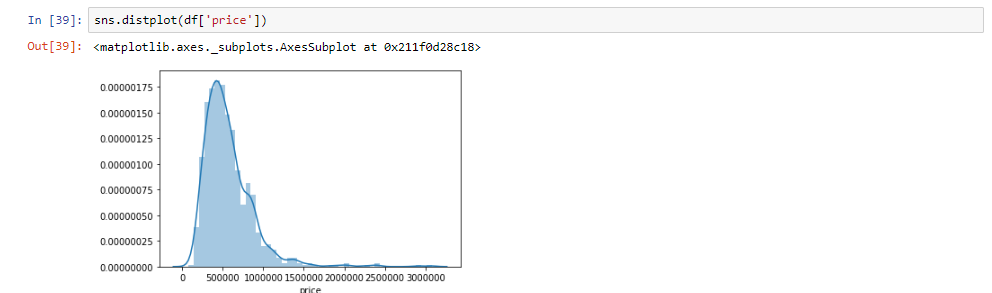 In [39]: sns.distplot(df['price'])
Out[39]: <matplotlib.axes._subplots.AxesSubplot at 0x211f0d28c18>
0.00000175
0.00000150
0.00000125
0.00000100
0.00000075
0.00000050
0.00000025
0.00000000
0 500000 1000000 1500000 2000000 2500000 3000000
price